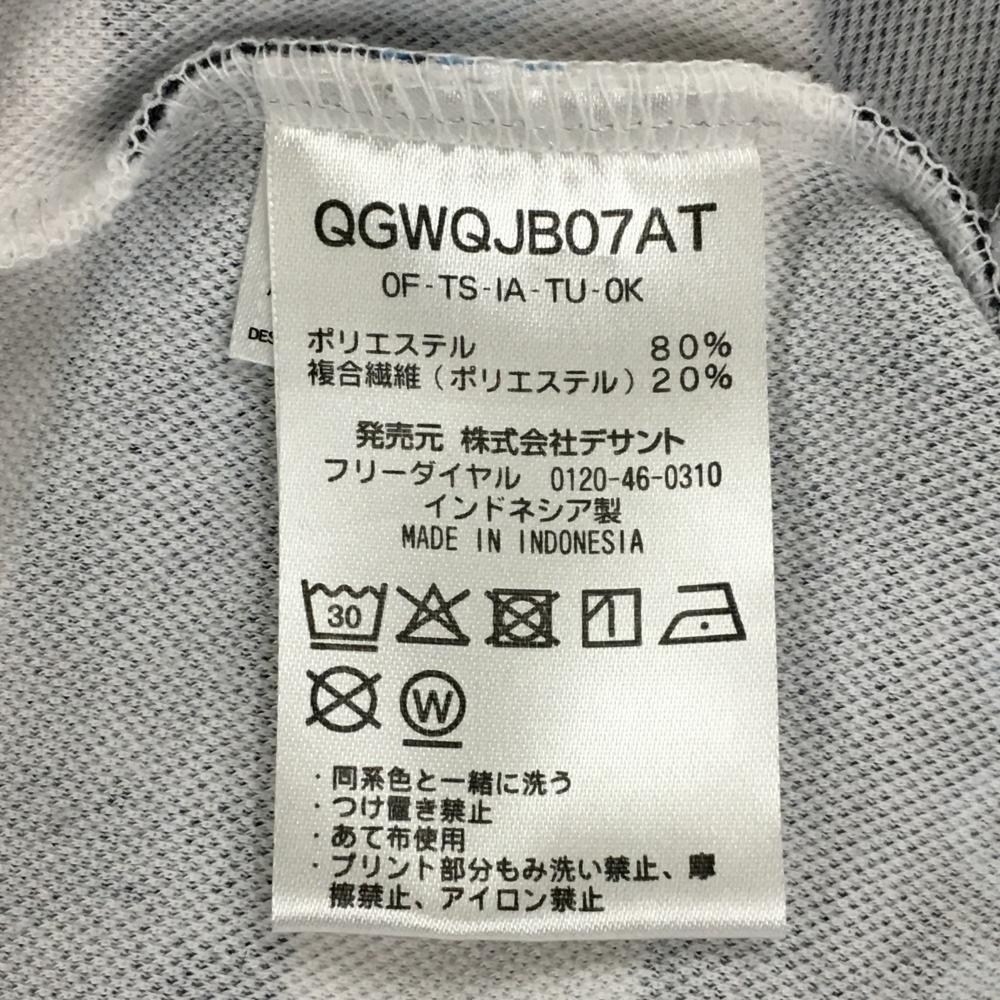 QGWQJB07AT
OF-TS-IA-TU-OK
ポリエステル 80%
複合繊維(ポリエステル)20%
発売元 株式会社デサント
フリーダイヤル 0120-46-0310
インドネシア製
MADE IN INDONESIA
30
W
・同系色と一緒に洗う
・つけ置き禁止
・あて布使用
・プリント部分もみ洗い禁止、摩
擦禁止、アイロン禁止
DES